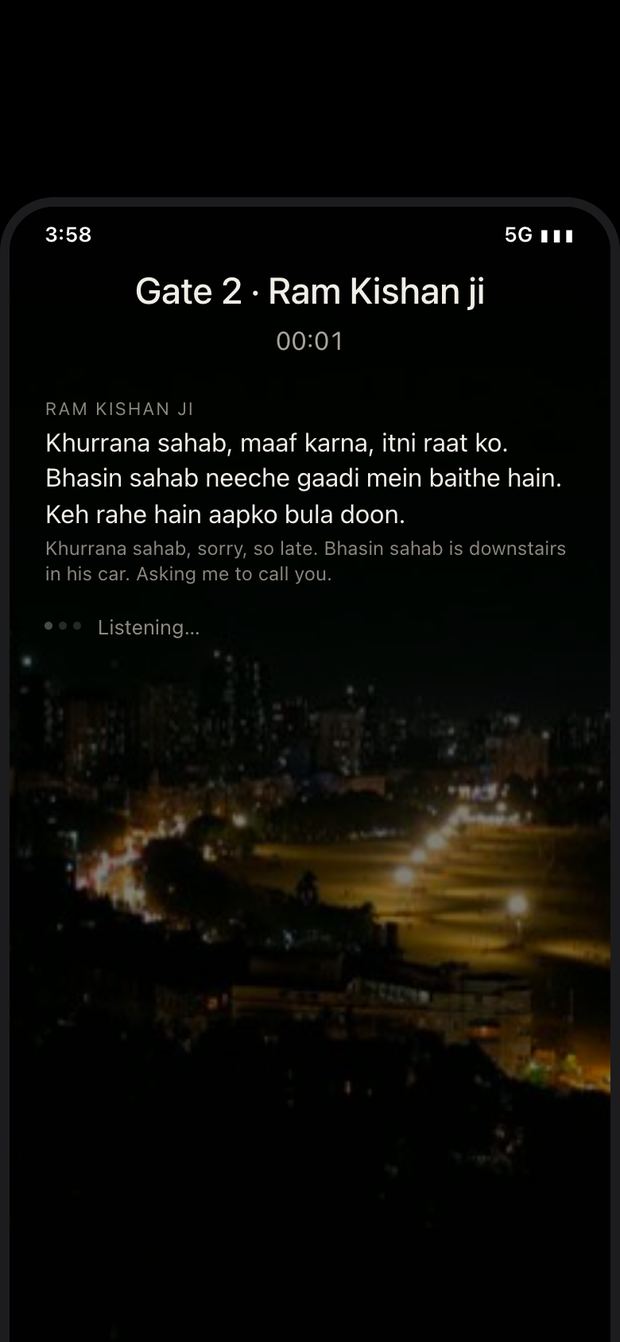 3:58
5G
Gate 2 · Ram Kishan ji
00:01
RAM KISHAN JI
Khurrana sahab, maaf karna, itni raat ko.
Bhasin sahab neeche gaadi mein baithe hain.
Keh rahe hain aapko bula doon.
Khurrana sahab, sorry, so late. Bhasin sahab is downstairs
in his car. Asking me to call you.
Listening...